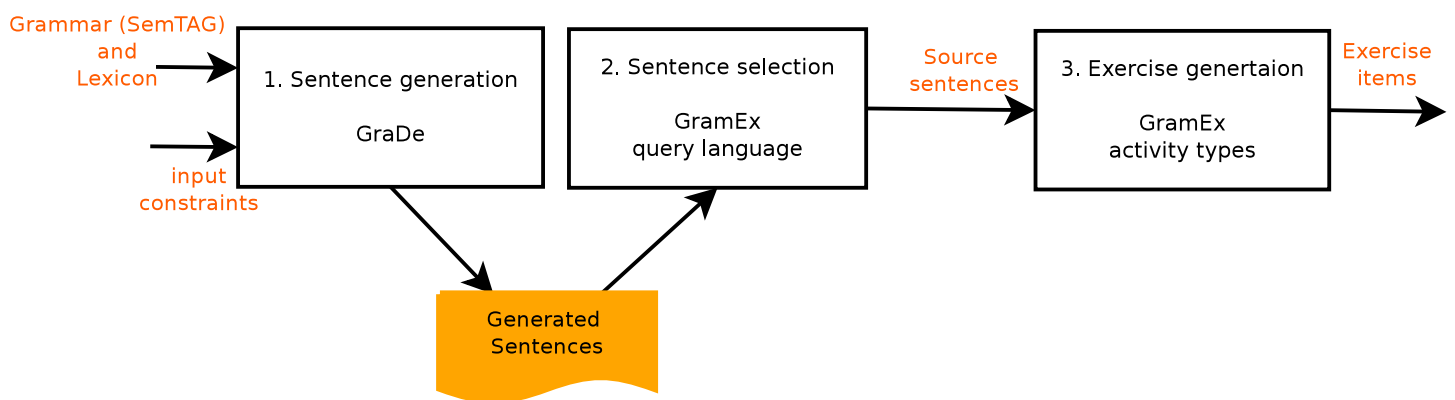 Grammar (SemTAG)
and
Lexicon
input
constraints
1. Sentence generation
GraDe
Generated
Sentences
2. Sentence selection
GramEx
query language
Source
sentences
3. Exercise genertaion
GramEx
activity types
Exercise
items